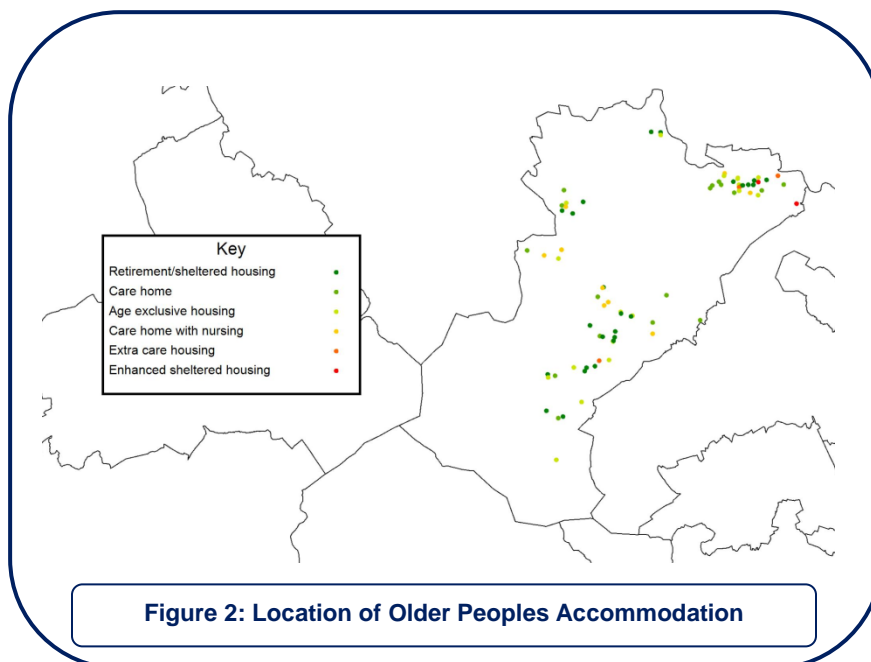 Key
Retirement/sheltered housing
Care home
Age exclusive housing
Care home with nursing
Extra care housing
Enhanced sheltered housing
Figure 2: Location of Older Peoples Accommodation